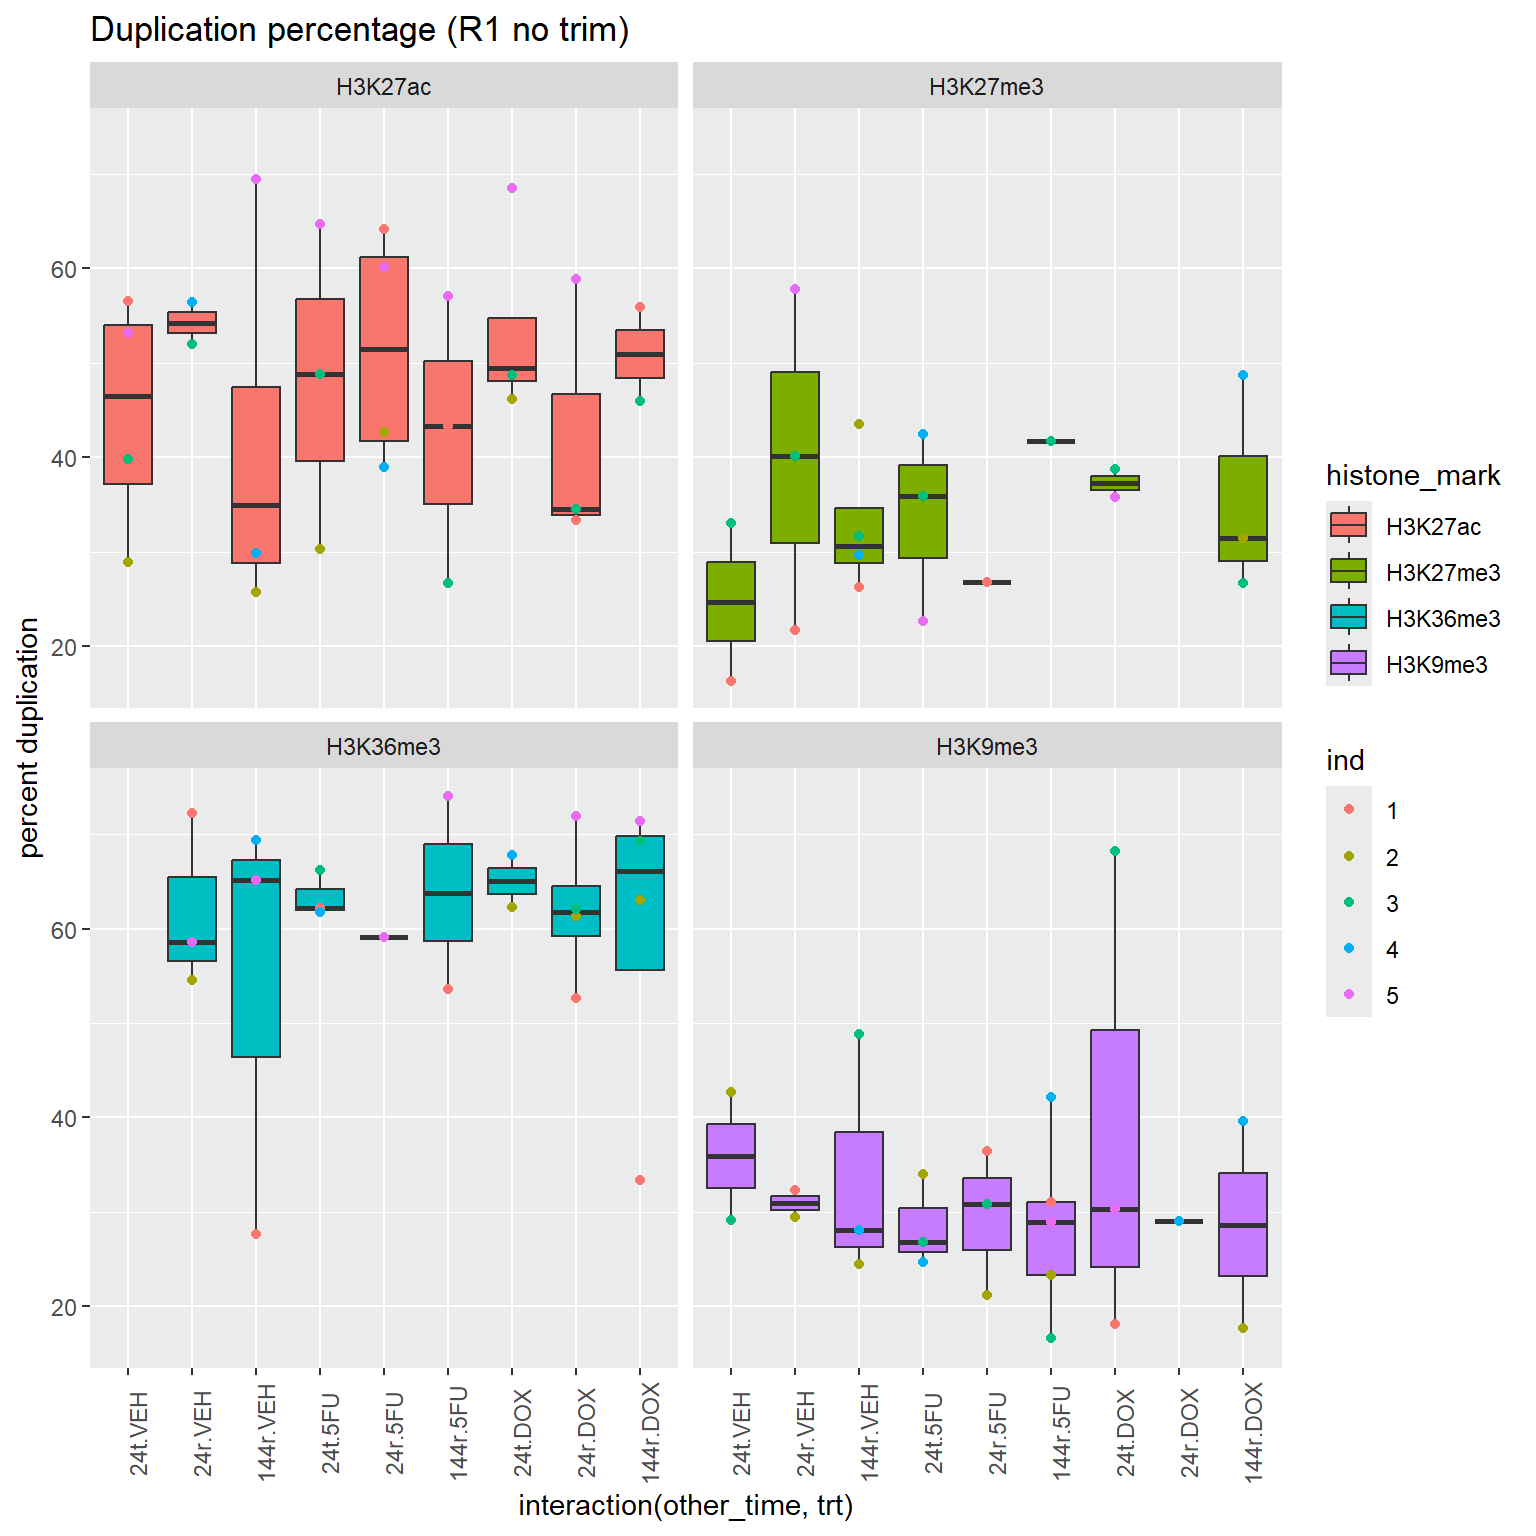 Duplication percentage (R1 no trim)
H3K27ac
H3K27me3
60
40
20
H3K36me3
H3K9me3
60
40
20
percent duplication
24t.VEH
24r.VEH
144r.VEH
24t.5FU
24r.5FU
144r.5FU
24t.DOX
24r.DOX
144r.DOX
24t.VEH
24r.VEH
144r.VEH
24t.5FU
24r.5FU
144r.5FU
24t.DOX
24r.DOX
144r.DOX
interaction(other_time, trt)
histone_mark
H3K27ac
H3K27me3
H3K36me3
H3K9me3
ind
1
2
3
4
5